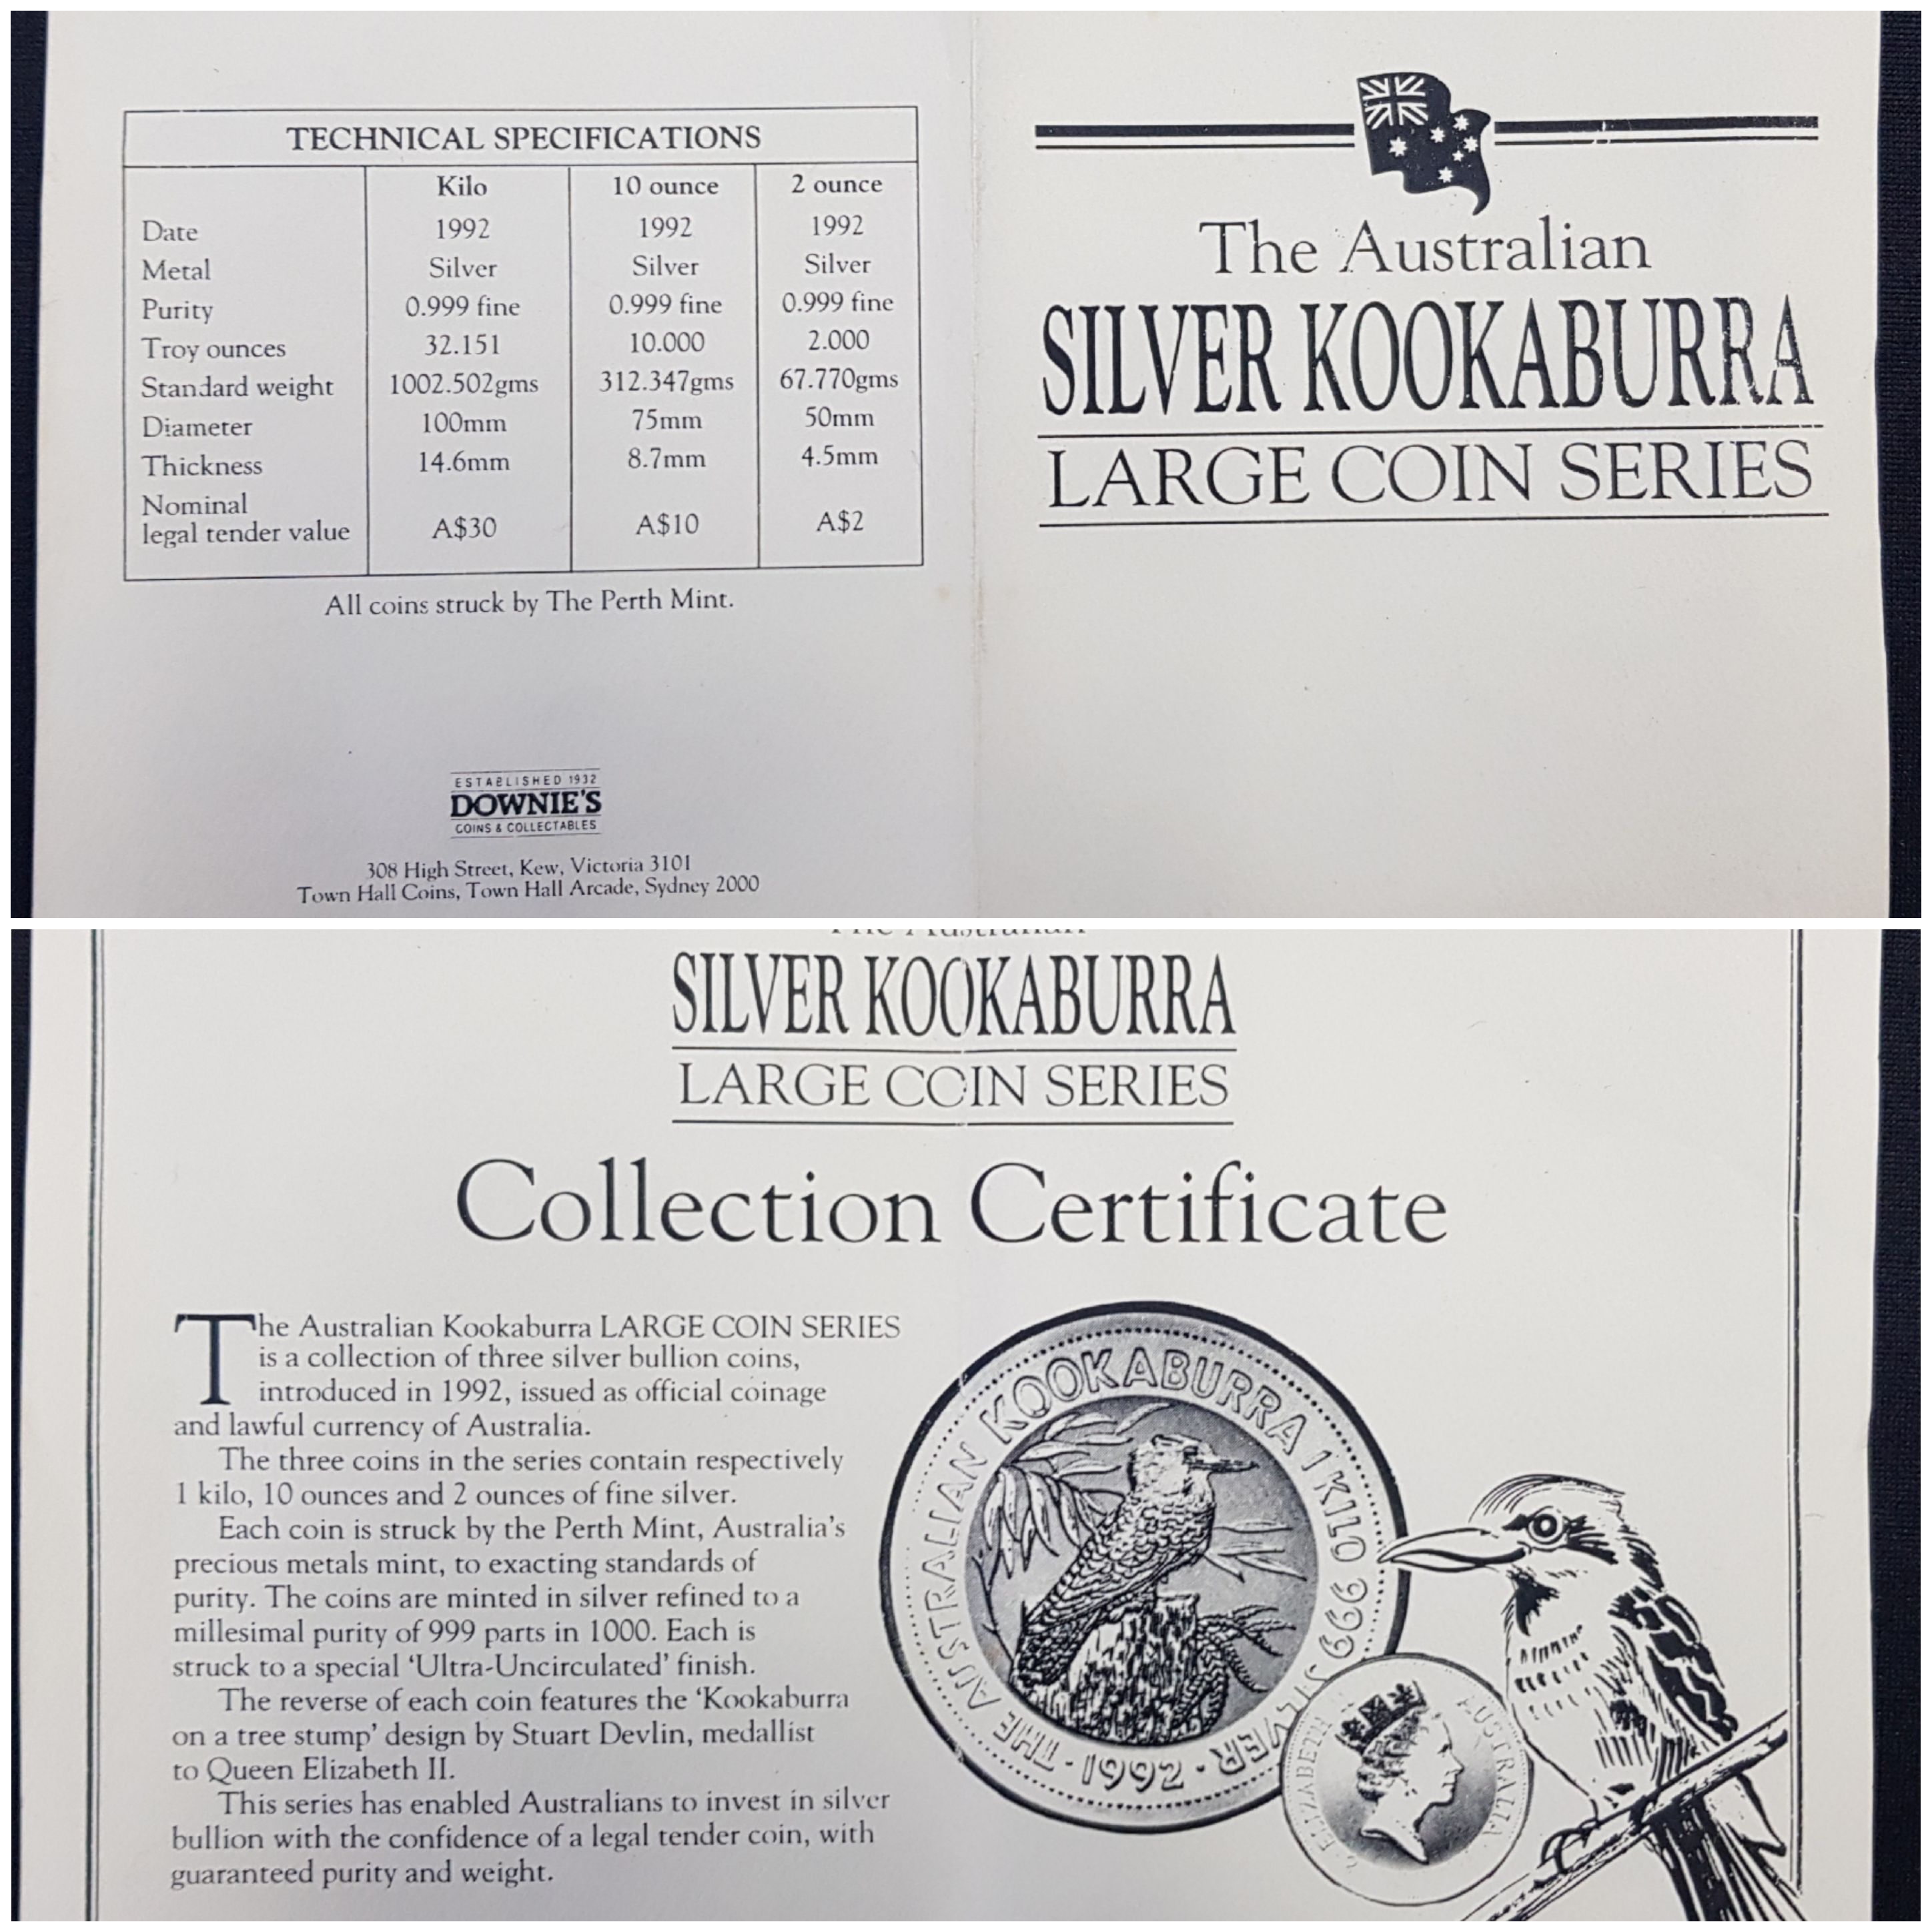 TECHNICAL SPECIFICATIONS
Kilo 10 ounce 2 ounce
Date 1992 1992 1992
Metal Silver Silver Silver
Purity 0.999 fine 0.999 fine 0.999 fine
Troy ounces 32.151 10.000 2.000
Standard weight 1002.502gms 312.347gms 67.770gms
Diameter 100mm 75mm 50mm
Thickness 14.6mm 8.7mm 4.5mm
Nominal
legal tender value A$30 A$10 A$2
All coins struck by The Perth Mint.
ESTABLISHED 1932
DOWNIE'S
COINS & COLLECTABLES
308 High Street, Kew, Victoria 3101
Town Hall Coins, Town Hall Arcade, Sydney 2000
The Australian
SILVER KOOKABURRA
LARGE COIN SERIES
The Australian
SILVER KOOKABURRA
LARGE COIN SERIES
Collection Certificate
The Australian Kookaburra LARGE COIN SERIES
is a collection of three silver bullion coins,
introduced in 1992, issued as official coinage
and lawful currency of Australia.
The three coins in the series contain respectively
1 kilo, 10 ounces and 2 ounces of fine silver.
Each coin is struck by the Perth Mint, Australia's
precious metals mint, to exacting standards of
purity. The coins are minted in silver refined to a
millesimal purity of 999 parts in 1000. Each is
struck to a special 'Ultra-Uncirculated' finish.
The reverse of each coin features the 'Kookaburra
on a tree stump' design by Stuart Devlin, medallist
to Queen Elizabeth II.
This series has enabled Australians to invest in silver
bullion with the confidence of a legal tender coin, with
guaranteed purity and weight.
THE AUSTRALIAN KOOKABURRA 1 KILO 999 SILVER · 1992 ·
ELIZABETH AUSTRALIA